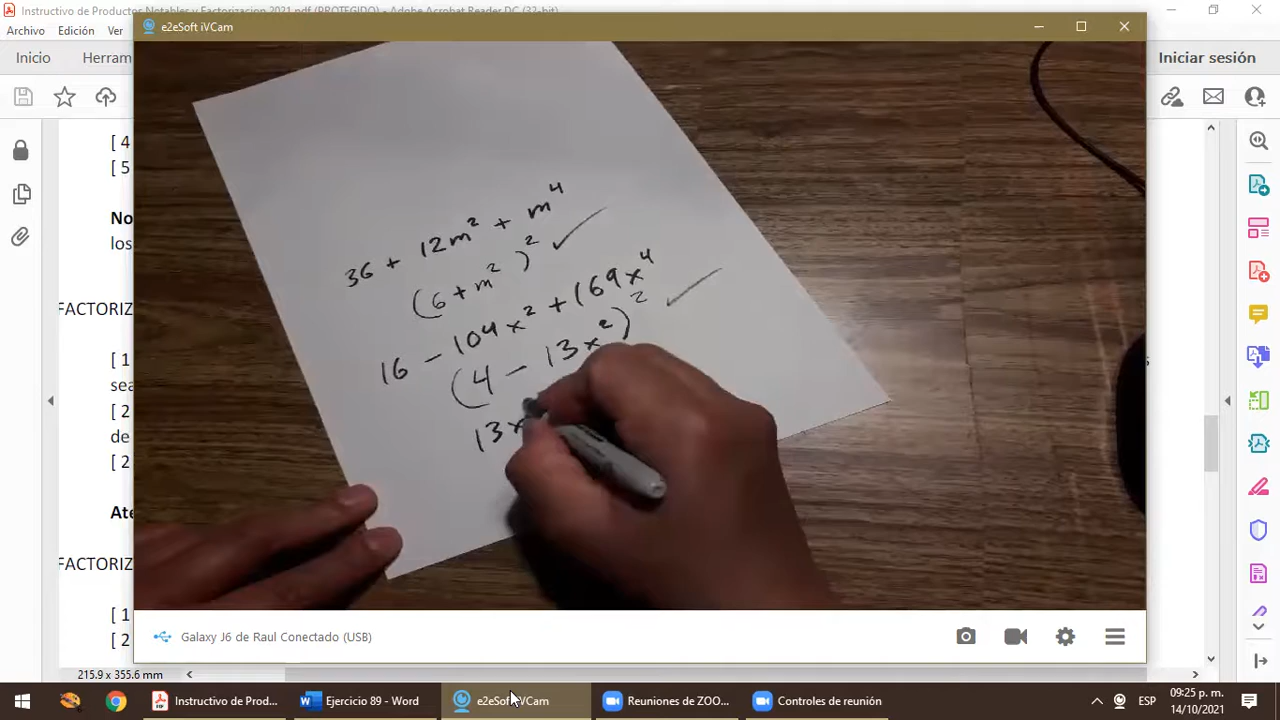 Instructivo de Productos Notables y Factorizacion 2021.pdf (PROTEGIDO) - Adobe Acrobat Reader DC (32-bit)
Archivo Edición Ver
Inicio Herram
Iniciar sesión
e2eSoft iVCam
[ 4
[ 5
No
los
FACTORIZ
[ 1
sea
[ 2
de
[ 2
Ate
FACTORIZ
[ 1
[ 2
36 + 12m² + m⁴
(6 + m²)² ✓
16 - 104x² + 169x⁴
(4 - 13x²)² ✓
13x
Galaxy J6 de Raul Conectado (USB)
215.9 x 355.6 mm
Instructivo de Prod...
Ejercicio 89 - Word
e2eSoft iVCam
Reuniones de ZOO...
Controles de reunión
ESP
09:25 p. m.
14/10/2021